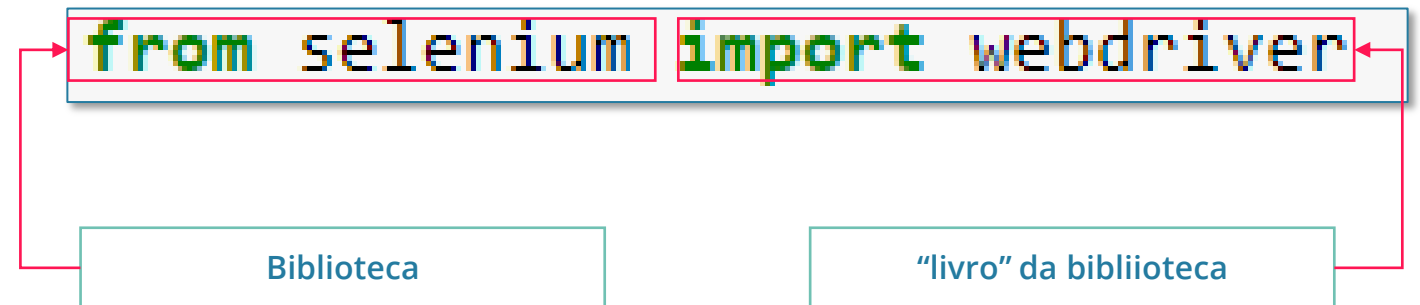 from selenium import webdriver
Biblioteca
“livro” da bibliioteca